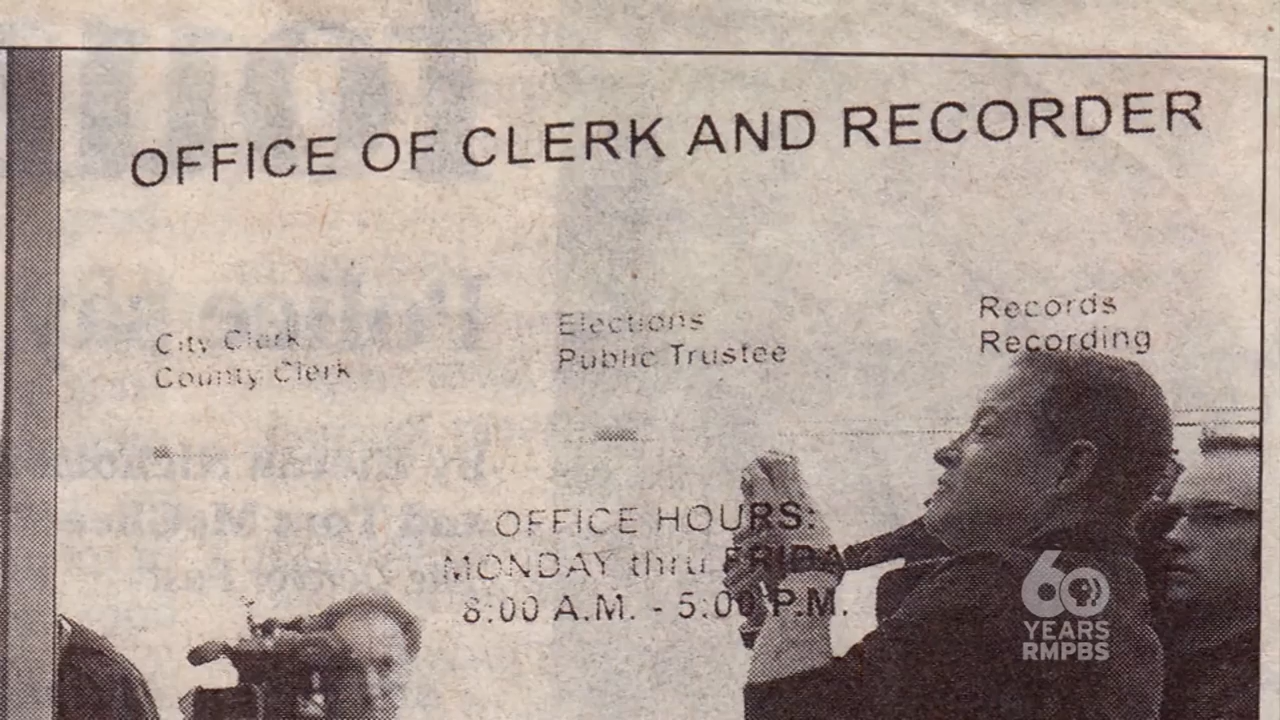 OFFICE OF CLERK AND RECORDER
City Clerk
County Clerk
Elections
Public Trustee
Records
Recording
OFFICE HOURS:
MONDAY thru FRIDAY
8:00 A.M. - 5:00 P.M.
60
YEARS
RMPBS